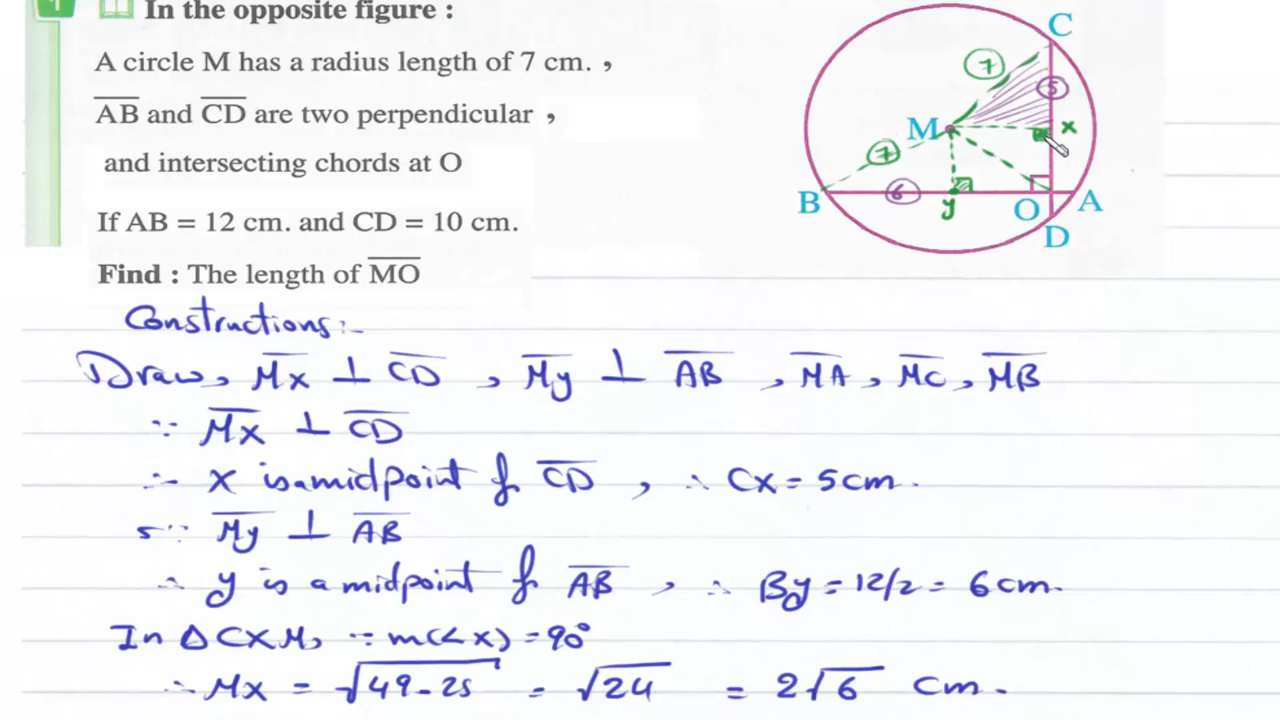 In the opposite figure :
A circle M has a radius length of 7 cm. ,
AB and CD are two perpendicular ,
and intersecting chords at O
If AB = 12 cm. and CD = 10 cm.
Find : The length of MO
C
7
5
M
x
7
B
6
y
O
A
D
Constructions:-
Draw, Mx ⊥ CD , My ⊥ AB , MA, MC, MB
∵ Mx ⊥ CD
∴ x is a midpoint of CD , ∴ Cx = 5cm.
, ∵ My ⊥ AB
∴ y is a midpoint of AB , ∴ By = 12/2 = 6cm.
In Δ CXM, ∵ m(<x) = 90°
∴ Mx = √49-25 = √24 = 2√6 cm.